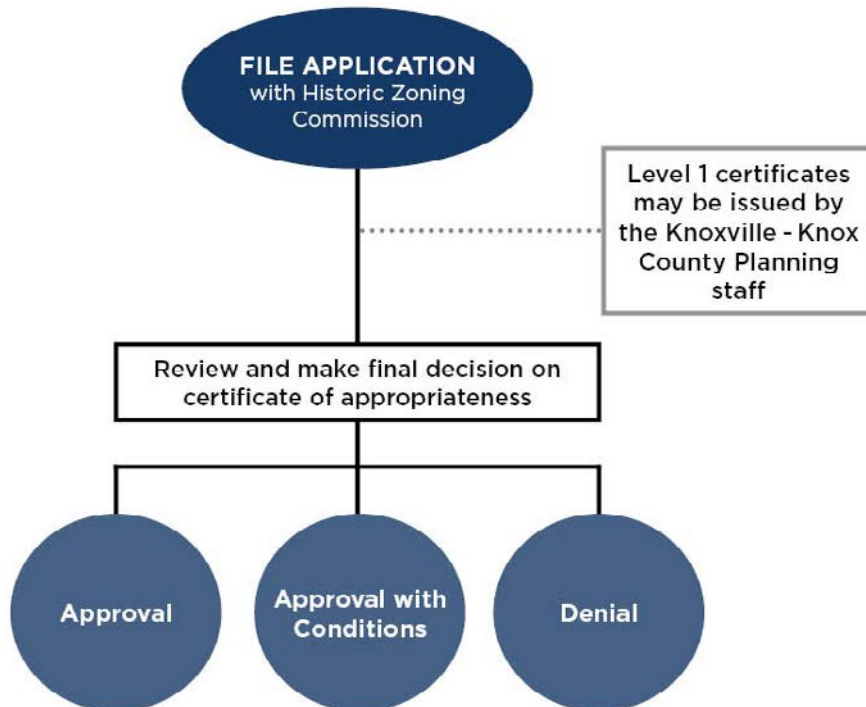 FILE APPLICATION
with Historic Zoning
Commission
Level 1 certificates
may be issued by
the Knoxville - Knox
County Planning
staff
Review and make final decision on
certificate of appropriateness
Approval
Approval with
Conditions
Denial